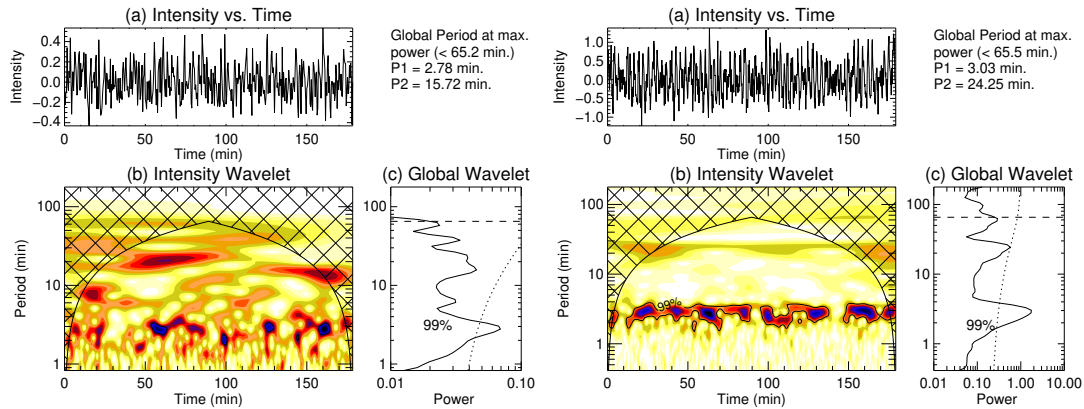 (a) Intensity vs. Time
Intensity
0.4
0.2
0.0
−0.2
−0.4
0 50 100 150
Time (min)
Global Period at max.
power (< 65.2 min.)
P1 = 2.78 min.
P2 = 15.72 min.
(b) Intensity Wavelet
Period (min)
100
10
1
0 50 100 150
Time (min)
(c) Global Wavelet
99%
0.01 0.10
Power
(a) Intensity vs. Time
Intensity
1.0
0.5
0.0
−0.5
−1.0
0 50 100 150
Time (min)
Global Period at max.
power (< 65.5 min.)
P1 = 3.03 min.
P2 = 24.25 min.
(b) Intensity Wavelet
Period (min)
100
10
1
99%
0 50 100 150
Time (min)
(c) Global Wavelet
99%
0.01 0.10 1.00 10.00
Power